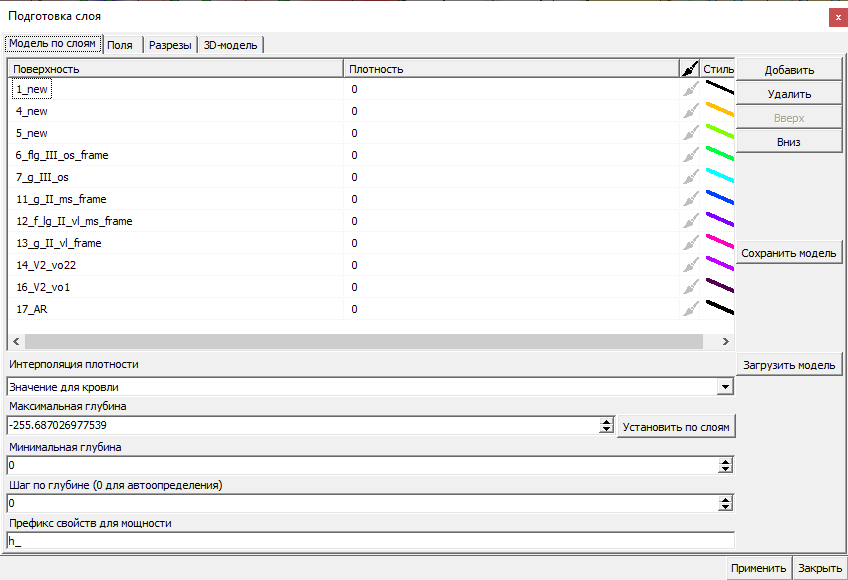 Подготовка слоя
x
Модель по слоям Поля Разрезы 3D-модель
Поверхность Плотность Стиль
1_new 0
4_new 0
5_new 0
6_flg_III_os_frame 0
7_g_III_os 0
11_g_II_ms_frame 0
12_f_lg_II_vl_ms_frame 0
13_g_II_vl_frame 0
14_V2_vo22 0
16_V2_vo1 0
17_AR 0
Добавить
Удалить
Вверх
Вниз
Сохранить модель
Загрузить модель
Интерполяция плотности
Значение для кровли
Максимальная глубина
-255.687026977539 Установить по слоям
Минимальная глубина
0
Шаг по глубине (0 для автоопределения)
0
Префикс свойств для мощности
h_
Применить Закрыть